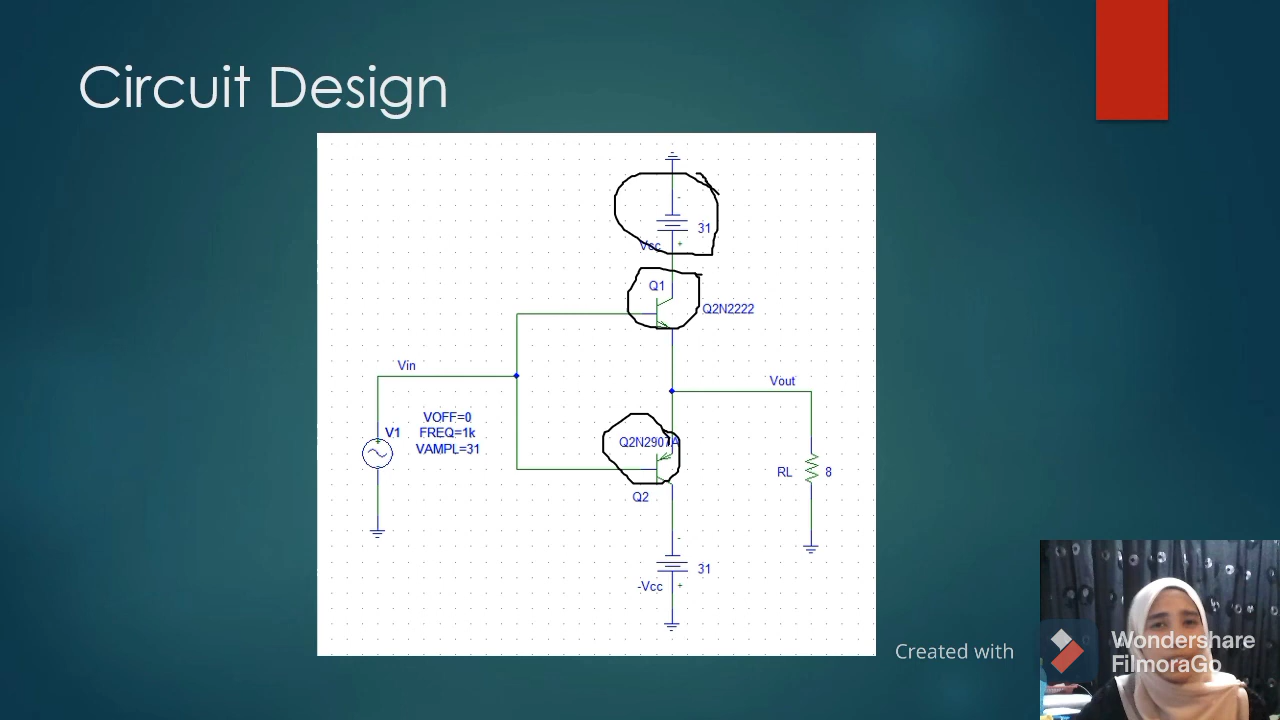 Circuit Design
-
31
Vcc
+
Q1
Q2N2222
Vin
Vout
VOFF=0
V1
FREQ=1k
VAMPL=31
Q2N2907A
RL
8
Q2
-
31
-Vcc
+
Created with
Wondershare
FilmoraGo